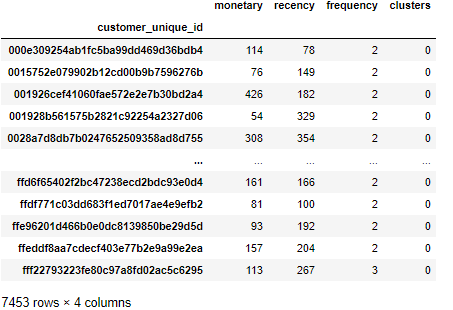 monetary recency frequency clusters
customer_unique_id
000e309254ab1fc5ba99dd469d36bdb4 114 78 2 0
0015752e079902b12cd00b9b7596276b 76 149 2 0
001926cef41060fae572e2e7b30bd2a4 426 182 2 0
001928b561575b2821c92254a2327d06 54 329 2 0
0028a7d8db7b0247652509358ad8d755 308 354 2 0
... ... ... ... ...
ffd6f65402f2bc47238ecd2bdc93e0d4 161 166 2 0
ffdf771c03dd683f1ed7017ae4e9efb2 81 100 2 0
ffe96201d466b0e0dc8139850be29d5d 93 192 2 0
ffeddf8aa7cdecf403e77b2e9a99e2ea 157 204 2 0
fff22793223fe80c97a8fd02ac5c6295 113 267 3 0
7453 rows × 4 columns